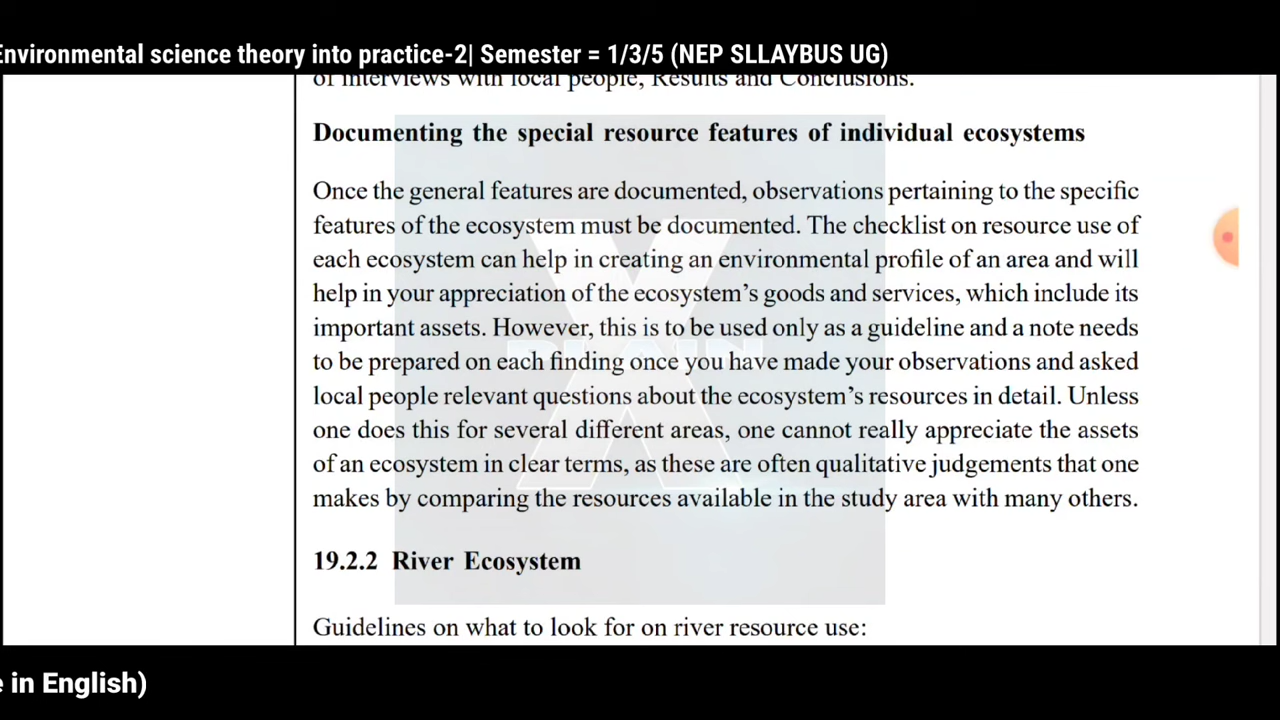 Environmental science theory into practice-2| Semester = 1/3/5 (NEP SLLAYBUS UG)
of interviews with local people, Results and Conclusions.
Documenting the special resource features of individual ecosystems
Once the general features are documented, observations pertaining to the specific
features of the ecosystem must be documented. The checklist on resource use of
each ecosystem can help in creating an environmental profile of an area and will
help in your appreciation of the ecosystem's goods and services, which include its
important assets. However, this is to be used only as a guideline and a note needs
to be prepared on each finding once you have made your observations and asked
local people relevant questions about the ecosystem's resources in detail. Unless
one does this for several different areas, one cannot really appreciate the assets
of an ecosystem in clear terms, as these are often qualitative judgements that one
makes by comparing the resources available in the study area with many others.
19.2.2 River Ecosystem
Guidelines on what to look for on river resource use:
in English)